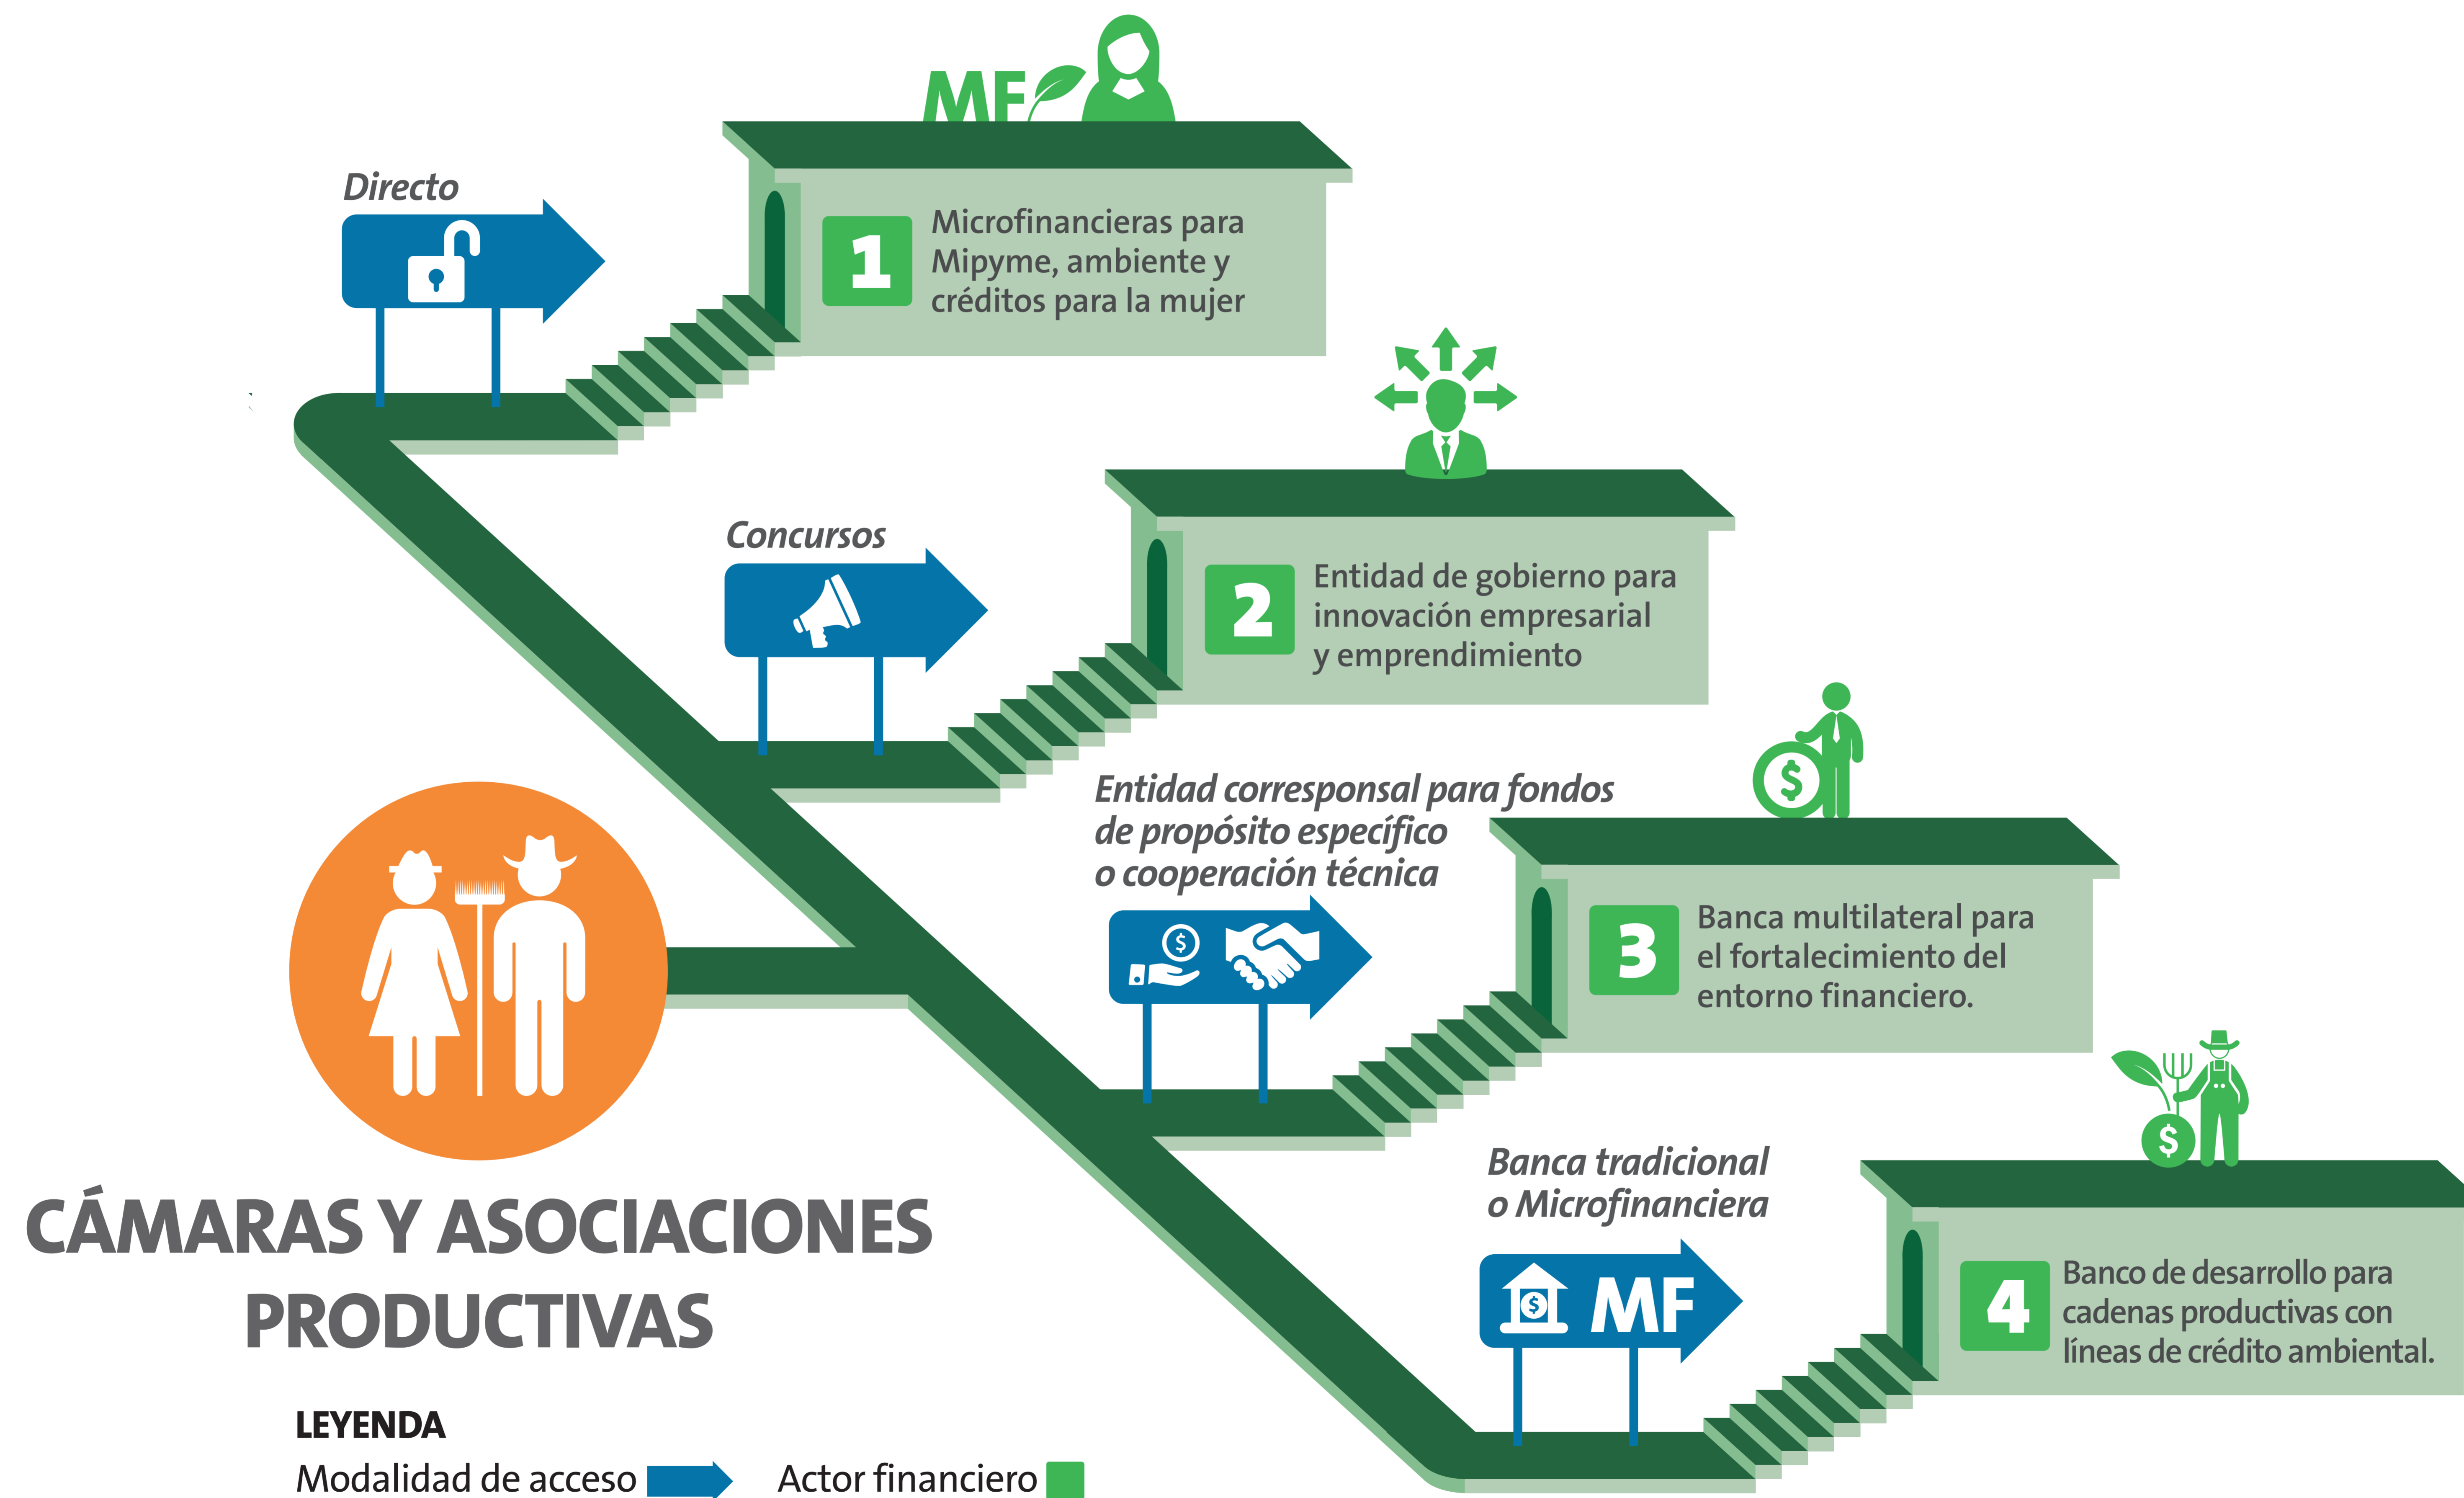 MF
Directo
1
Microfinancieras para
Mipyme, ambiente y
créditos para la mujer
Concursos
2
Entidad de gobierno para
innovación empresarial
y emprendimiento
Entidad corresponsal para fondos
de propósito específico
o cooperación técnica
$
$
3
Banca multilateral para
el fortalecimiento del
entorno financiero.
Banca tradicional
o Microfinanciera
$
MF
$
4
Banco de desarrollo para
cadenas productivas con
líneas de crédito ambiental.
CÁMARAS Y ASOCIACIONES
PRODUCTIVAS
LEYENDA
Modalidad de acceso
Actor financiero